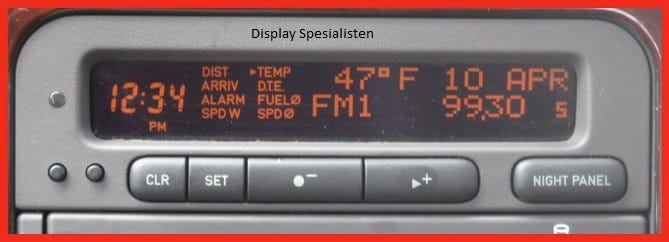 Display Spesialisten
DIST ▸TEMP 47° F 10 APR
ARRIV D.T.E.
12:34 ALARM FUELØ FM1 99,30 5
SPD W SPDØ
PM
CLR SET ●– ▸+ NIGHT PANEL